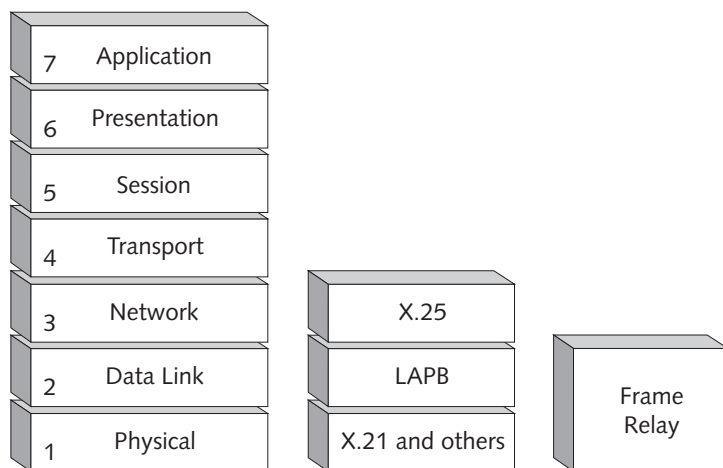 7 Application
6 Presentation
5 Session
4 Transport
3 Network
2 Data Link
1 Physical
X.25
LAPB
X.21 and others
Frame
Relay